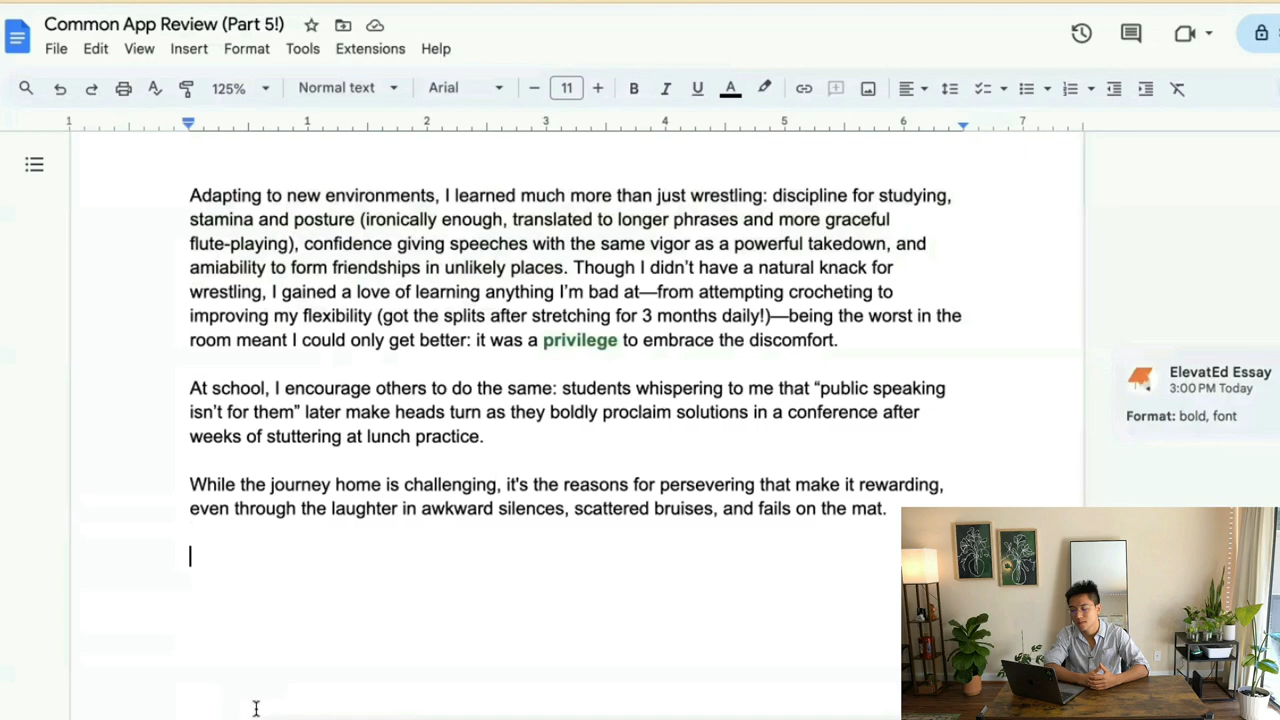 Common App Review (Part 5!)
File Edit View Insert Format Tools Extensions Help
125% Normal text Arial 11 B I U A
1 1 2 3 4 5 6 7
Adapting to new environments, I learned much more than just wrestling: discipline for studying,
stamina and posture (ironically enough, translated to longer phrases and more graceful
flute-playing), confidence giving speeches with the same vigor as a powerful takedown, and
amiability to form friendships in unlikely places. Though I didn’t have a natural knack for
wrestling, I gained a love of learning anything I’m bad at—from attempting crocheting to
improving my flexibility (got the splits after stretching for 3 months daily!)—being the worst in the
room meant I could only get better: it was a privilege to embrace the discomfort.
At school, I encourage others to do the same: students whispering to me that “public speaking
isn’t for them” later make heads turn as they boldly proclaim solutions in a conference after
weeks of stuttering at lunch practice.
While the journey home is challenging, it's the reasons for persevering that make it rewarding,
even through the laughter in awkward silences, scattered bruises, and fails on the mat.
ElevatEd Essay
3:00 PM Today
Format: bold, font